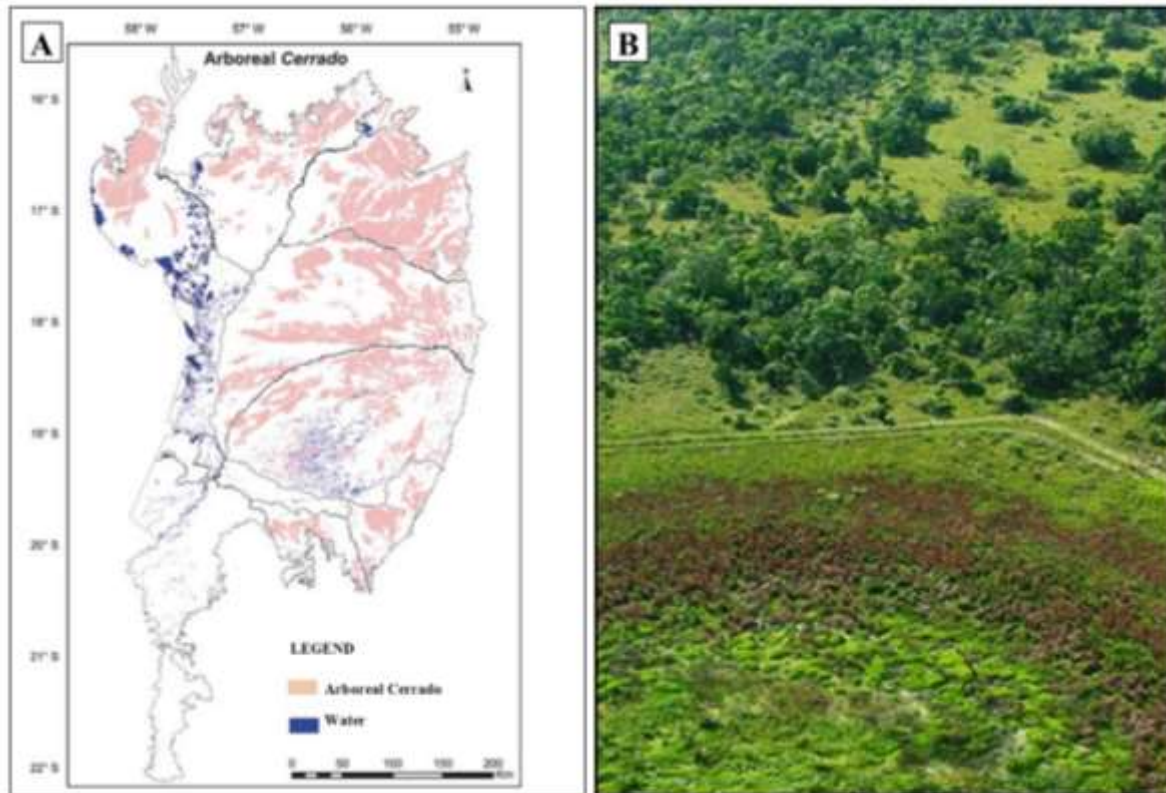 A
58° W 57° W 56° W 55° W
Arboreal Cerrado
16° S
17° S
18° S
19° S
20° S
21° S
22° S
LEGEND
Arboreal Cerrado
Water
0 50 100 150 200
Km
B